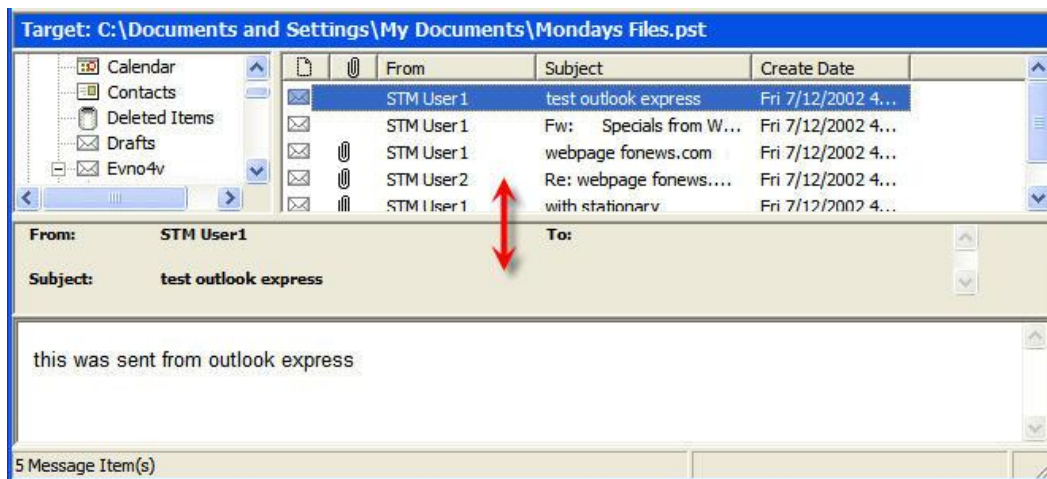 Target: C:\Documents and Settings\My Documents\Mondays Files.pst
Calendar
Contacts
Deleted Items
Drafts
Evno4v
From Subject Create Date
STM User1 test outlook express Fri 7/12/2002 4...
STM User1 Fw: Specials from W... Fri 7/12/2002 4...
STM User1 webpage fonews.com Fri 7/12/2002 4...
STM User2 Re: webpage fonews.... Fri 7/12/2002 4...
STM User1 with stationary Fri 7/12/2002 4...
From: STM User1 To:
Subject: test outlook express
this was sent from outlook express
5 Message Item(s)